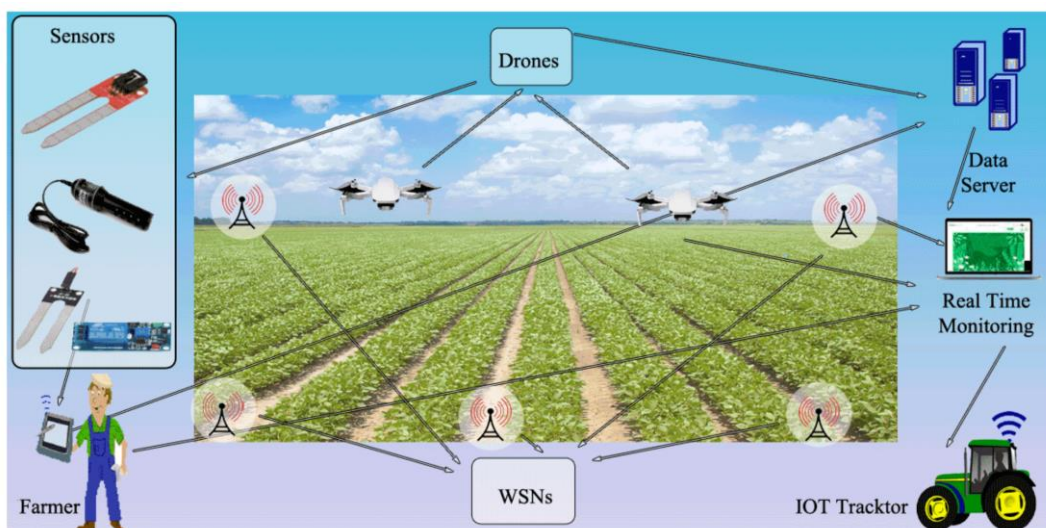 Sensors
Drones
Data
Server
Real Time
Monitoring
Farmer
WSNs
IOT Tracktor